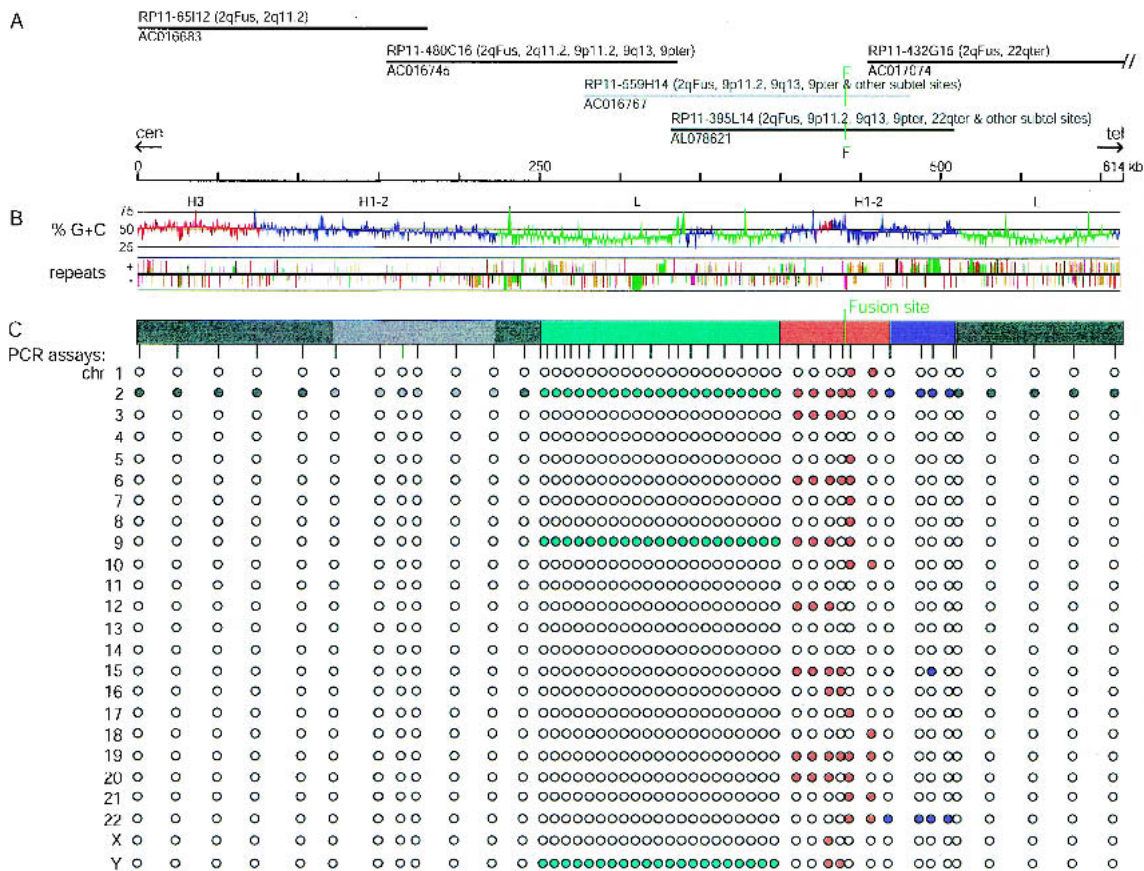 A
RP11-65I12 (2qFus, 2q11.2)
AC016683
RP11-480C16 (2qFus, 2q11.2, 9p11.2, 9q13, 9pter)
AC016745
RP11-432G15 (2qFus, 22qter)
AC017074
F
RP11-559H14 (2qFus, 9p11.2, 9q13, 9pter & other subtel sites)
AC016767
RP11-395L14 (2qFus, 9p11.2, 9q13, 9pter, 22qter & other subtel sites)
AL078621
cen
F
tel
0 250 500 614 kb
B
H3 H1-2 L H1-2 L
75
% G+C 50
25
repeats + -
Fusion site
C
PCR assays:
chr 1
2
3
4
5
6
7
8
9
10
11
12
13
14
15
16
17
18
19
20
21
22
X
Y